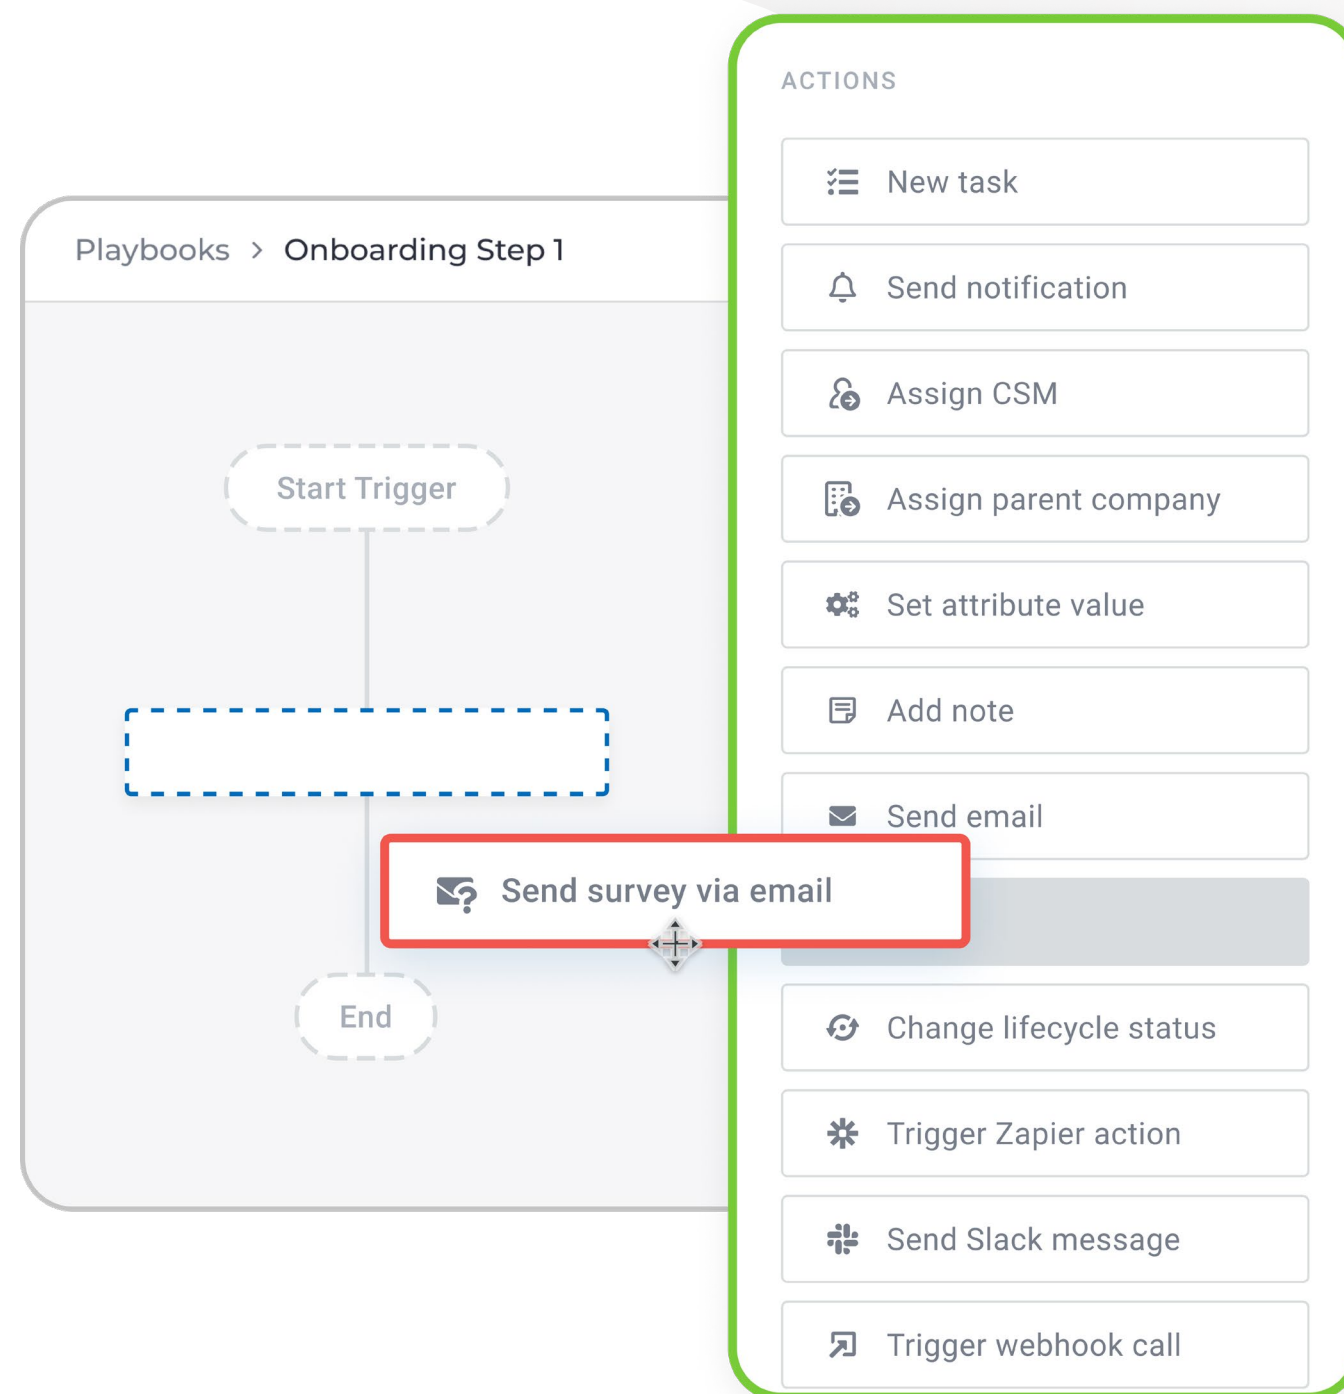 ACTIONS
New task
Playbooks > Onboarding Step 1
Send notification
Assign CSM
Start Trigger
Assign parent company
Set attribute value
Add note
Send email
Send survey via email
End
Change lifecycle status
Trigger Zapier action
Send Slack message
Trigger webhook call